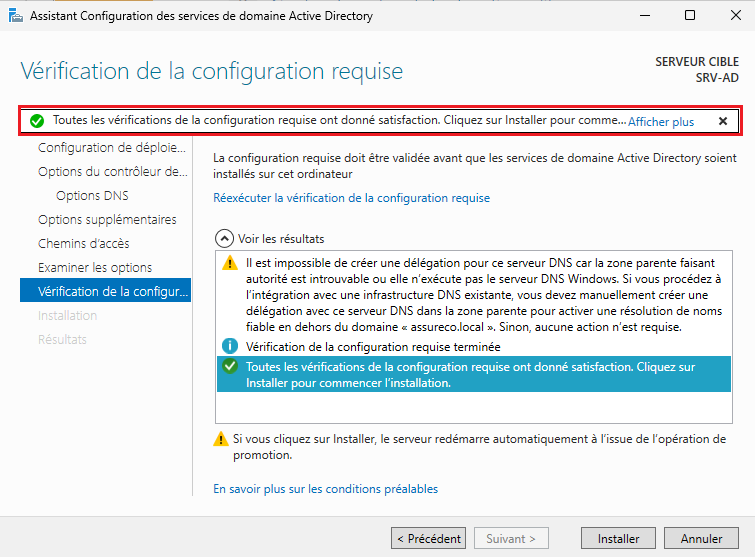 Assistant Configuration des services de domaine Active Directory
Vérification de la configuration requise
SERVEUR CIBLE
SRV-AD
Toutes les vérifications de la configuration requise ont donné satisfaction. Cliquez sur Installer pour comme... Afficher plus
Configuration de déploie...
Options du contrôleur de...
Options DNS
Options supplémentaires
Chemins d'accès
Examiner les options
Vérification de la configur...
Installation
Résultats
La configuration requise doit être validée avant que les services de domaine Active Directory soient
installés sur cet ordinateur
Réexécuter la vérification de la configuration requise
Voir les résultats
Il est impossible de créer une délégation pour ce serveur DNS car la zone parente faisant
autorité est introuvable ou elle n'exécute pas le serveur DNS Windows. Si vous procédez à
l'intégration avec une infrastructure DNS existante, vous devez manuellement créer une
délégation avec ce serveur DNS dans la zone parente pour activer une résolution de noms
fiable en dehors du domaine « assureco.local ». Sinon, aucune action n'est requise.
Vérification de la configuration requise terminée
Toutes les vérifications de la configuration requise ont donné satisfaction. Cliquez sur
Installer pour commencer l'installation.
Si vous cliquez sur Installer, le serveur redémarre automatiquement à l'issue de l'opération de
promotion.
En savoir plus sur les conditions préalables
< Précédent
Suivant >
Installer
Annuler